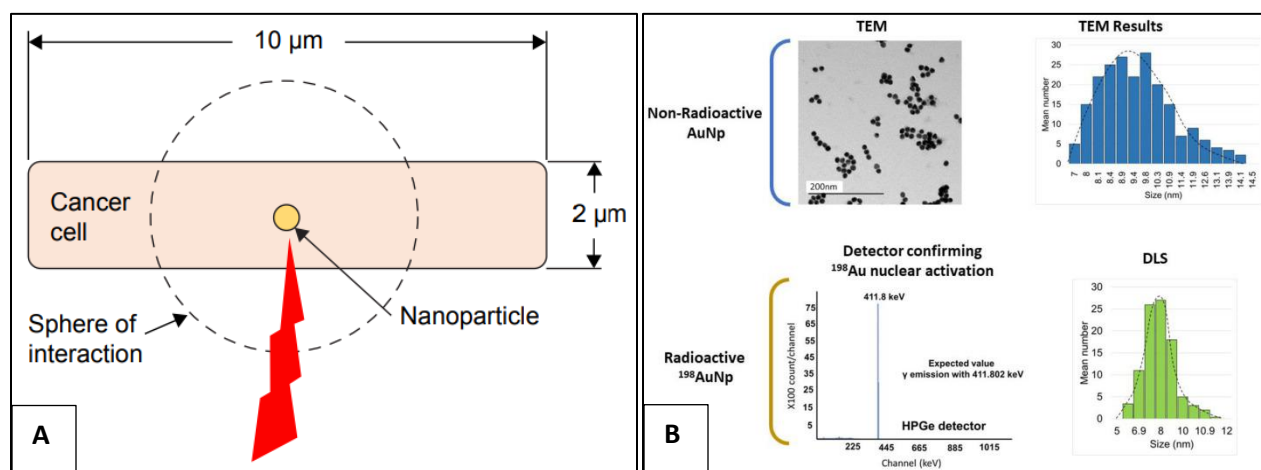 10 µm
Cancer
cell
2 µm
Sphere of
interaction
Nanoparticle
A
TEM
TEM Results
Non-Radioactive
AuNp
200nm
Mean number
30
25
20
15
10
5
0
7
8
8.1
8.4
8.9
9.4
9.8
10.3
10.9
11.4
11.9
12.6
13.1
13.9
14.1
14.5
Size (nm)
Detector confirming
¹⁹⁸Au nuclear activation
DLS
Radioactive
¹⁹⁸AuNp
X100 count/channel
75
65
55
45
35
25
15
5
411.8 keV
Expected value
γ emission with 411.802 keV
HPGe detector
225 445 665 885 1015
Channel (keV)
Mean number
30
25
20
15
10
5
0
5 6.9 8 10 10.9 12
Size (nm)
B